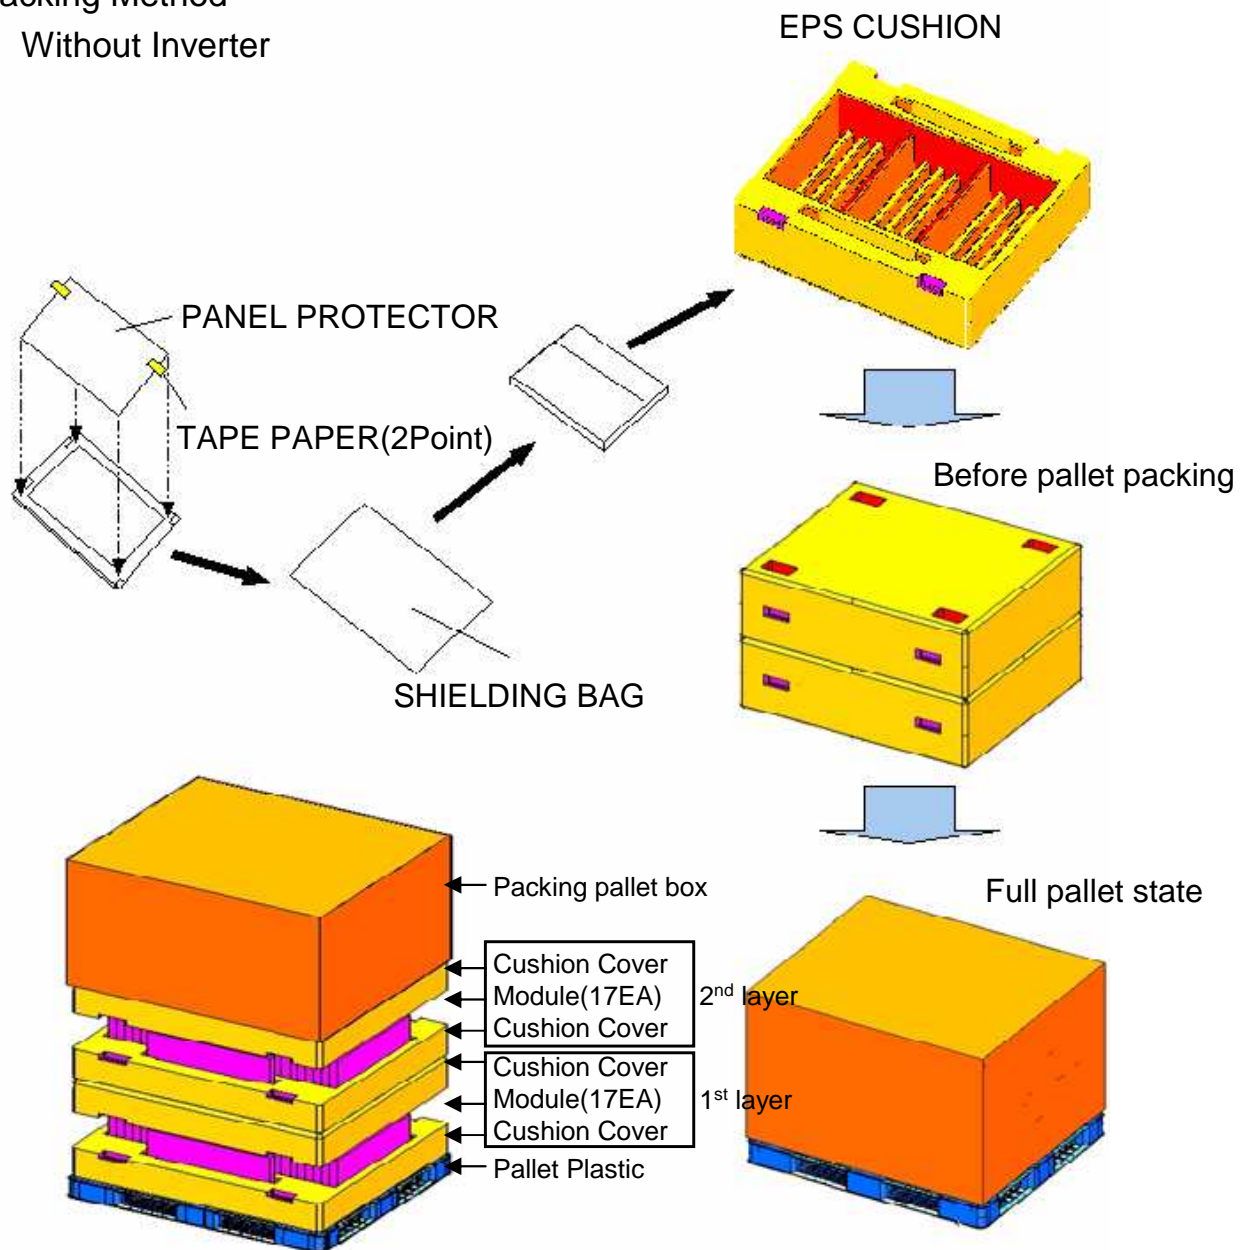 acking Method
Without Inverter
EPS CUSHION
PANEL PROTECTOR
TAPE PAPER(2Point)
SHIELDING BAG
Before pallet packing
Full pallet state
Packing pallet box
Cushion Cover
Module(17EA) 2nd layer
Cushion Cover
Cushion Cover
Module(17EA) 1st layer
Cushion Cover
Pallet Plastic